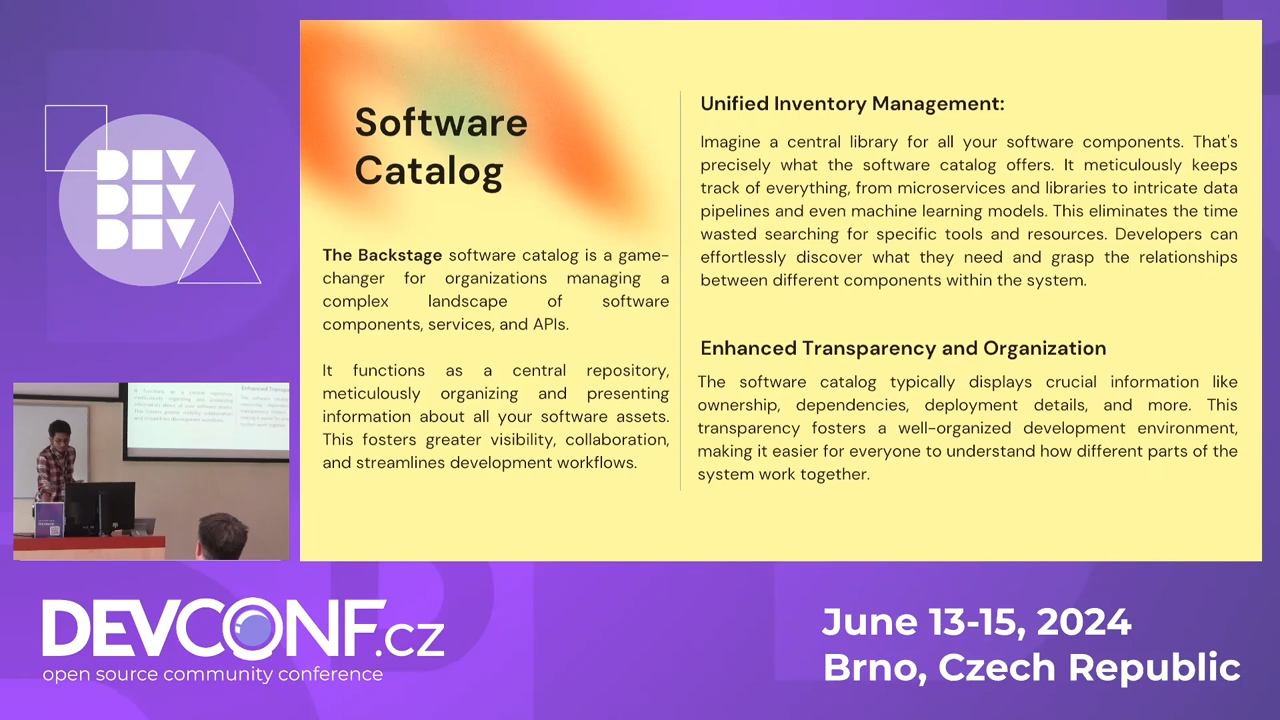 DEV
DEV
DEV
Software
Catalog
The Backstage software catalog is a game-
changer for organizations managing a
complex landscape of software
components, services, and APIs.
It functions as a central repository,
meticulously organizing and presenting
information about all your software assets.
This fosters greater visibility, collaboration,
and streamlines development workflows.
Unified Inventory Management:
Imagine a central library for all your software components. That's
precisely what the software catalog offers. It meticulously keeps
track of everything, from microservices and libraries to intricate data
pipelines and even machine learning models. This eliminates the time
wasted searching for specific tools and resources. Developers can
effortlessly discover what they need and grasp the relationships
between different components within the system.
Enhanced Transparency and Organization
The software catalog typically displays crucial information like
ownership, dependencies, deployment details, and more. This
transparency fosters a well-organized development environment,
making it easier for everyone to understand how different parts of the
system work together.
DEVCONF.cz
open source community conference
June 13-15, 2024
Brno, Czech Republic